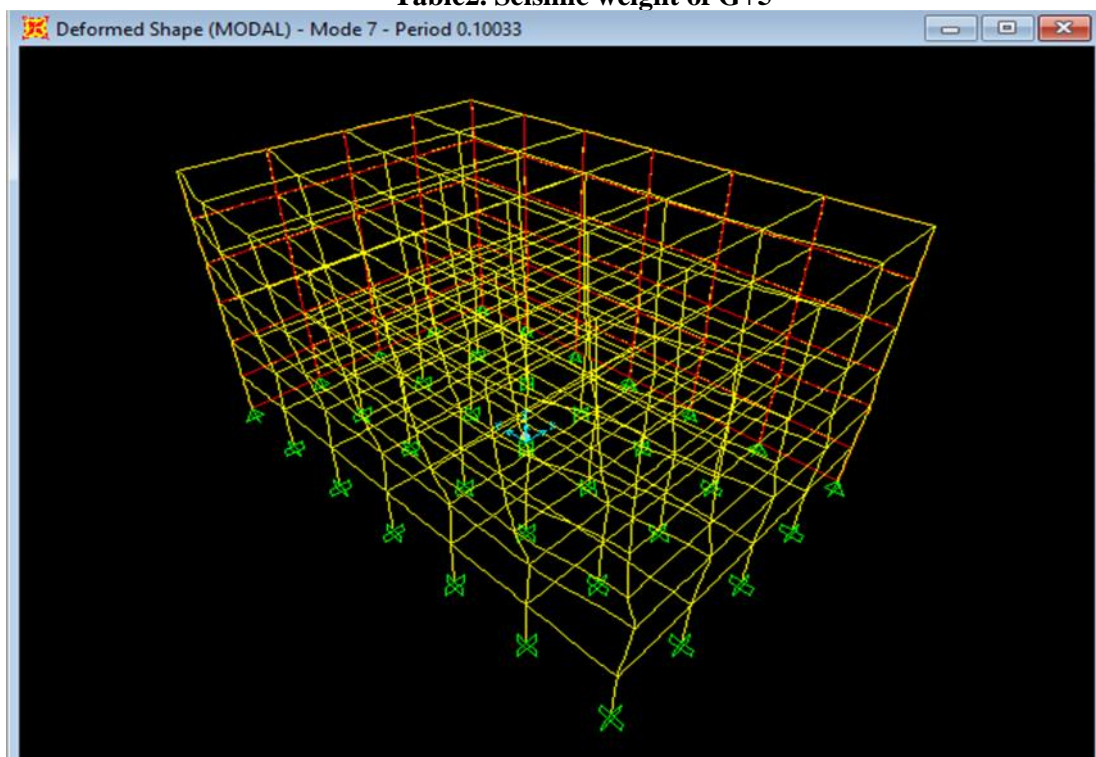 Table2. Seismic weight of G+5
Deformed Shape (MODAL) - Mode 7 - Period 0.10033